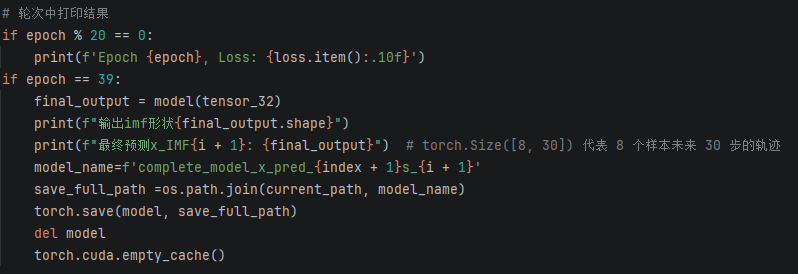 # 轮次中打印结果
if epoch % 20 == 0:
    print(f'Epoch {epoch}, Loss: {loss.item():.10f}')
if epoch == 39:
    final_output = model(tensor_32)
    print(f"输出imf形状{final_output.shape}")
    print(f"最终预测x_IMF{i + 1}: {final_output}")  # torch.Size([8, 30]) 代表 8 个样本未来 30 步的轨迹
    model_name=f'complete_model_x_pred_{index + 1}s_{i + 1}'
    save_full_path =os.path.join(current_path, model_name)
    torch.save(model, save_full_path)
    del model
    torch.cuda.empty_cache()